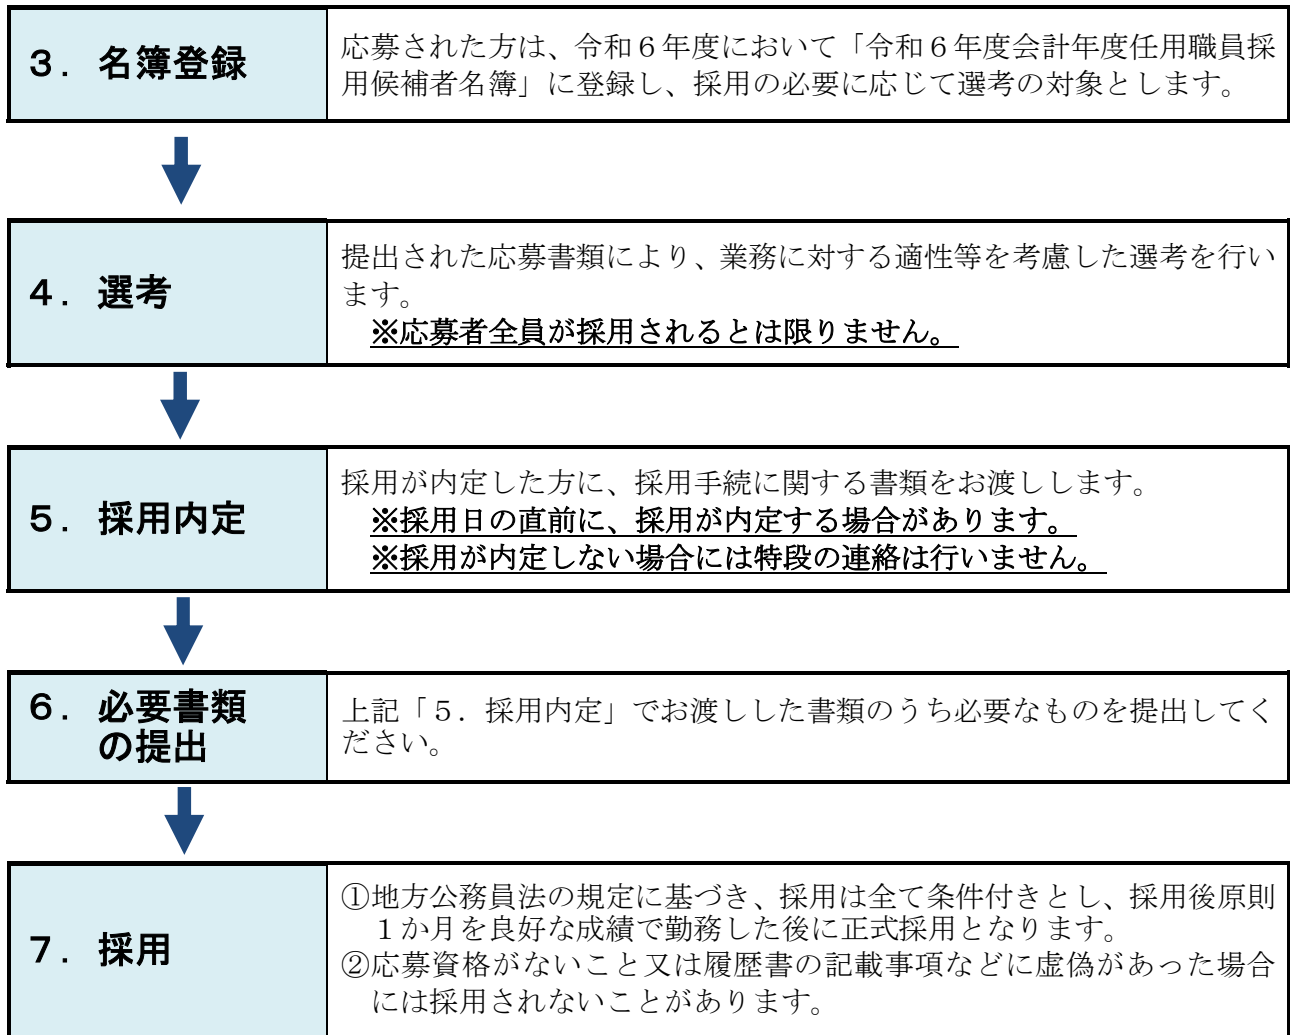 ３．名簿登録
応募された方は、令和６年度において「令和６年度会計年度任用職員採
用候補者名簿」に登録し、採用の必要に応じて選考の対象とします。
４．選考
提出された応募書類により、業務に対する適性等を考慮した選考を行い
ます。
※応募者全員が採用されるとは限りません。
５．採用内定
採用が内定した方に、採用手続に関する書類をお渡しします。
※採用日の直前に、採用が内定する場合があります。
※採用が内定しない場合には特段の連絡は行いません。
６．必要書類
の提出
上記「５．採用内定」でお渡しした書類のうち必要なものを提出してく
ださい。
７．採用
①地方公務員法の規定に基づき、採用は全て条件付きとし、採用後原則
１か月を良好な成績で勤務した後に正式採用となります。
②応募資格がないこと又は履歴書の記載事項などに虚偽があった場合
には採用されないことがあります。